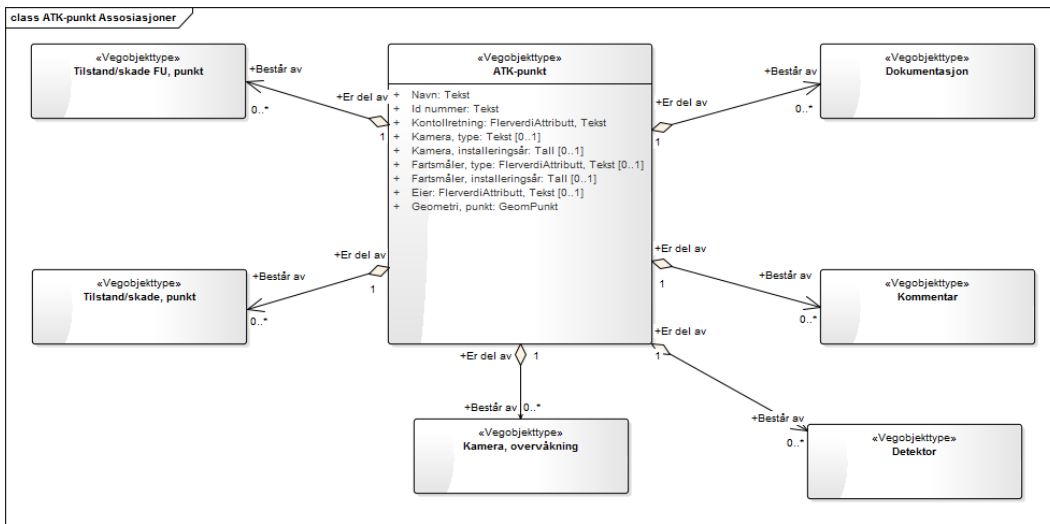 class ATK-punkt Assosiasjoner
«Vegobjekttype»
Tilstand/skade FU, punkt
+Består av
0..*
+Er del av
1
«Vegobjekttype»
ATK-punkt
+ Navn: Tekst
+ Id nummer: Tekst
+ Kontollretning: FlerverdiAttributt, Tekst
+ Kamera, type: Tekst [0..1]
+ Kamera, installeringsår: Tall [0..1]
+ Fartsmåler, type: FlerverdiAttributt, Tekst [0..1]
+ Fartsmåler, installeringsår: Tall [0..1]
+ Eier: FlerverdiAttributt, Tekst [0..1]
+ Geometri, punkt: GeomPunkt
+Er del av
1
+Består av
0..*
«Vegobjekttype»
Dokumentasjon
«Vegobjekttype»
Tilstand/skade, punkt
+Består av
0..*
+Er del av
1
+Er del av
1
+Består av
0..*
«Vegobjekttype»
Kommentar
+Er del av
1
+Består av
0..*
«Vegobjekttype»
Detektor
+Er del av 1
+Består av 0..*
«Vegobjekttype»
Kamera, overvåkning